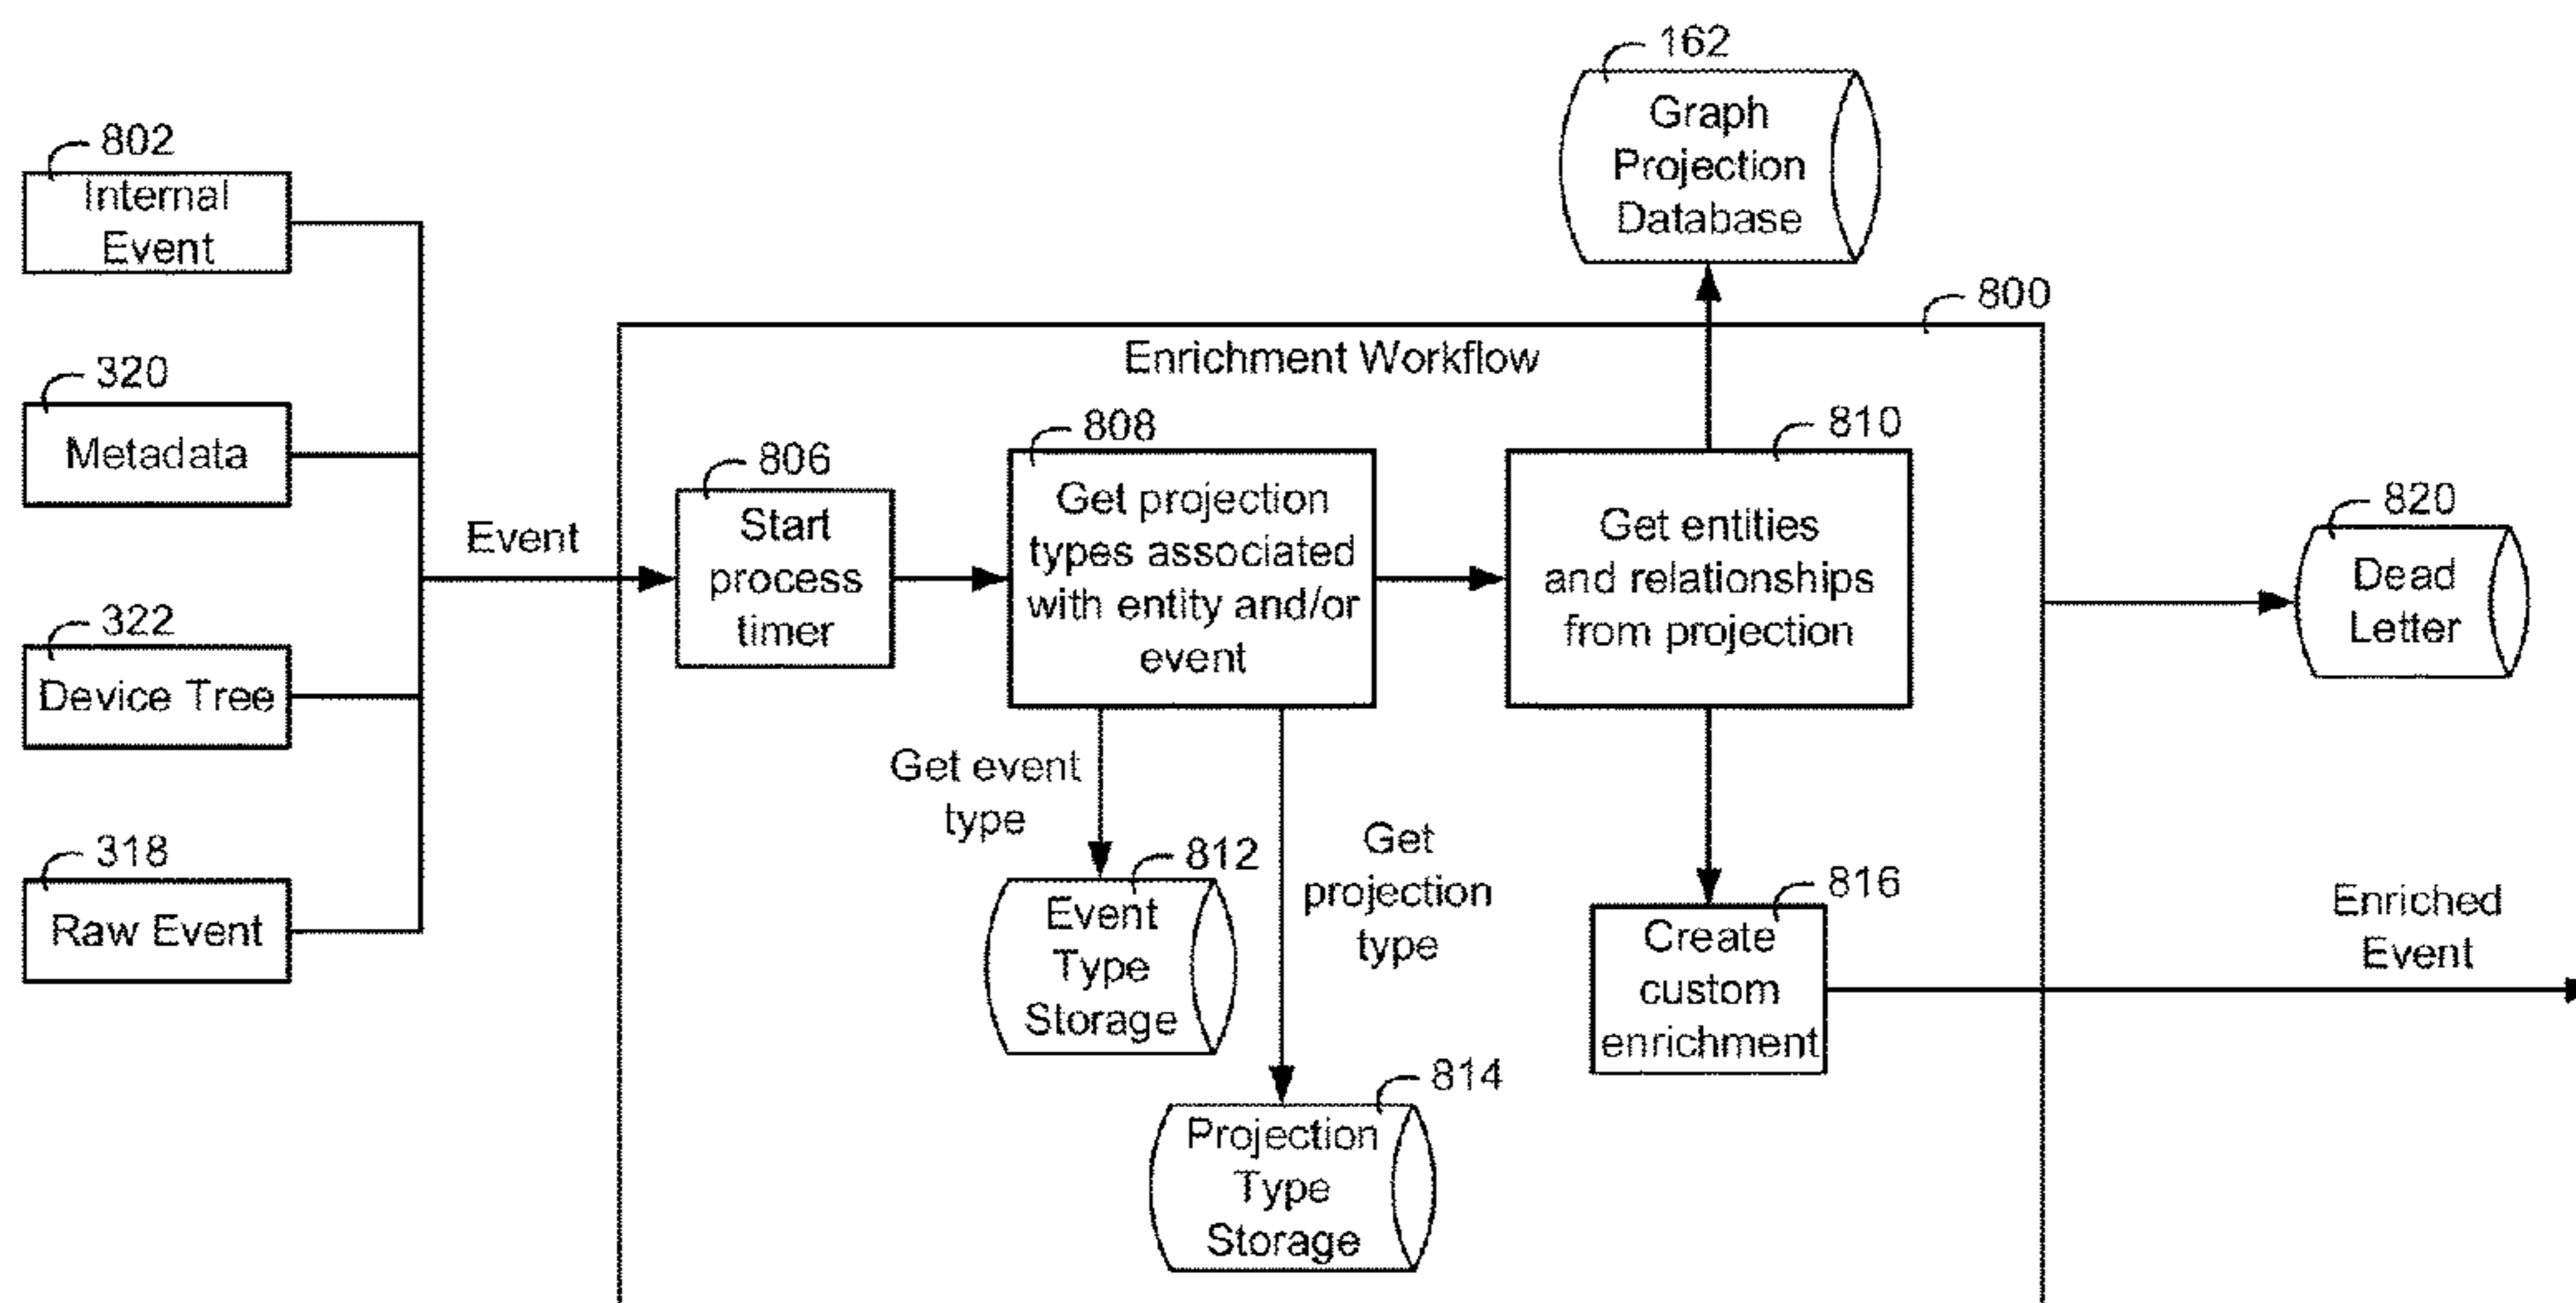 802
Internal
Event
320
Metadata
322
Device Tree
318
Raw Event
Event
162
Graph
Projection
Database
800
Enrichment Workflow
806
Start
process
timer
808
Get projection
types associated
with entity and/or
event
810
Get entities
and relationships
from projection
Get event
type
Get
projection
type
812
Event
Type
Storage
814
Projection
Type
Storage
816
Create
custom
enrichment
820
Dead
Letter
Enriched
Event